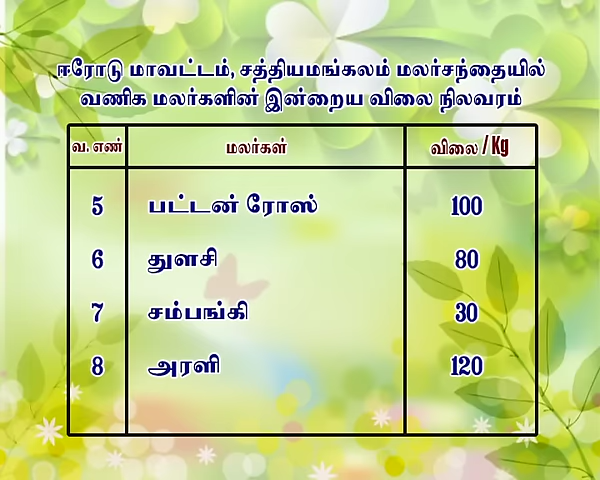 ஈரோடு மாவட்டம், சத்தியமங்கலம் மலர்சந்தையில்
வணிக மலர்களின் இன்றைய விலை நிலவரம்
வ. எண் மலர்கள் விலை / Kg
5 பட்டன் ரோஸ் 100
6 துளசி 80
7 சம்பங்கி 30
8 அரளி 120